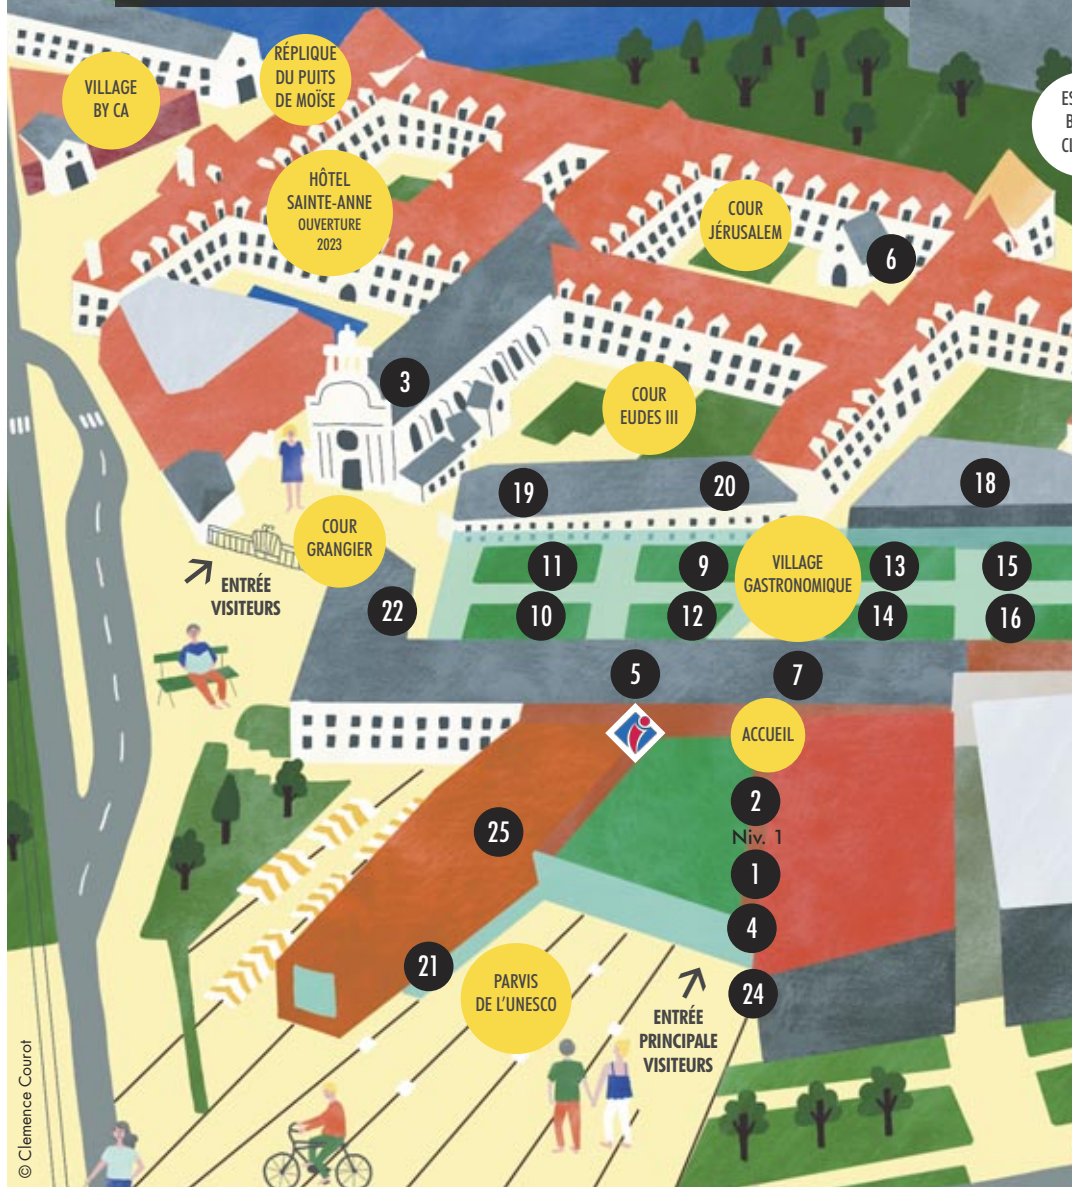 RÉPLIQUE
DU PUITS
DE MOÏSE
VILLAGE
BY CA
HÔTEL
SAINTE-ANNE
OUVERTURE
2023
COUR
JÉRUSALEM
6
3
COUR
EUDES III
19
20
18
COUR
GRANGIER
ENTRÉE
VISITEURS
11
9
VILLAGE
GASTRONOMIQUE
13
15
22
10
12
14
16
5
7
ACCUEIL
2
Niv. 1
25
1
4
21
PARVIS
DE L'UNESCO
24
ENTRÉE
PRINCIPALE
VISITEURS
© Clemence Courot